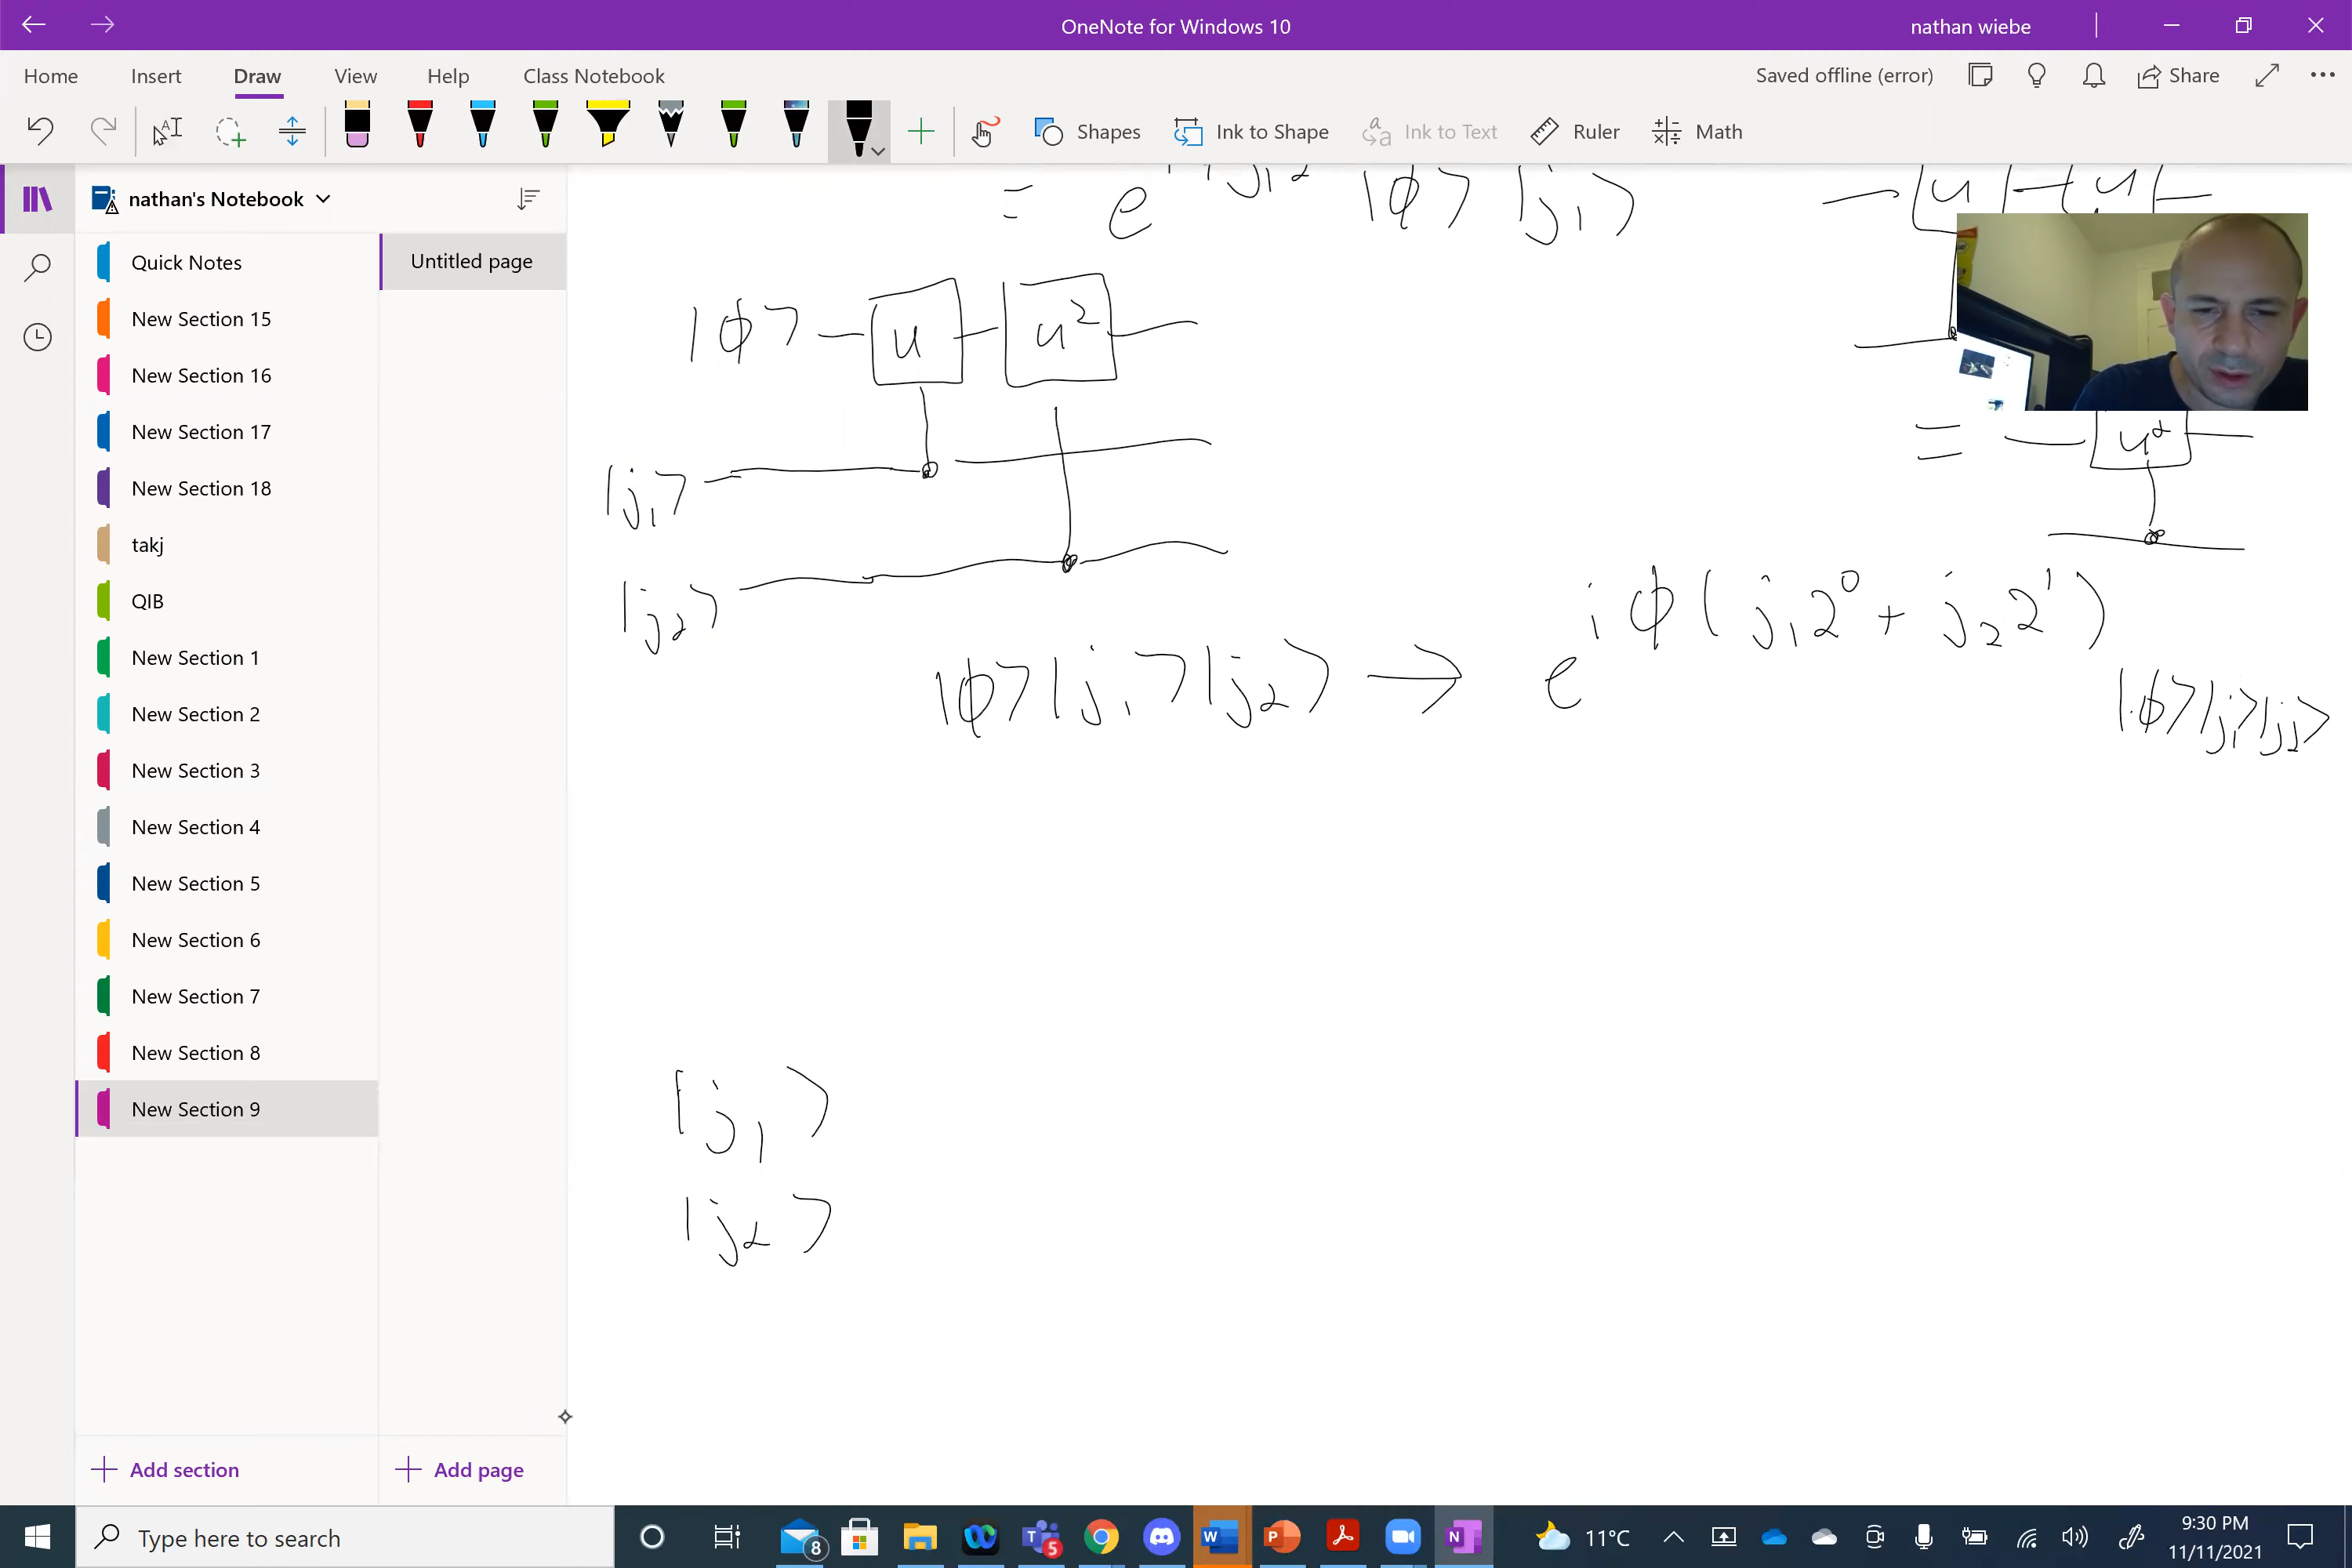 OneNote for Windows 10
nathan wiebe
Home Insert Draw View Help Class Notebook
Saved offline (error) Share
Shapes Ink to Shape Ink to Text Ruler Math
nathan's Notebook
Untitled page
Quick Notes
New Section 15
New Section 16
New Section 17
New Section 18
takj
QIB
New Section 1
New Section 2
New Section 3
New Section 4
New Section 5
New Section 6
New Section 7
New Section 8
New Section 9
Add section
Add page
= e |ϕ> |j₁>
u u
|ϕ> u u²
|j₁>
|j₂>
= u²
|ϕ>|j₁>|j₂> → e^{iϕ(j₁2⁰ + j₂2¹)} |ϕ>|j₁>|j₂>
|j₁>
|j₂>
Type here to search
8
5
11°C
9:30 PM
11/11/2021